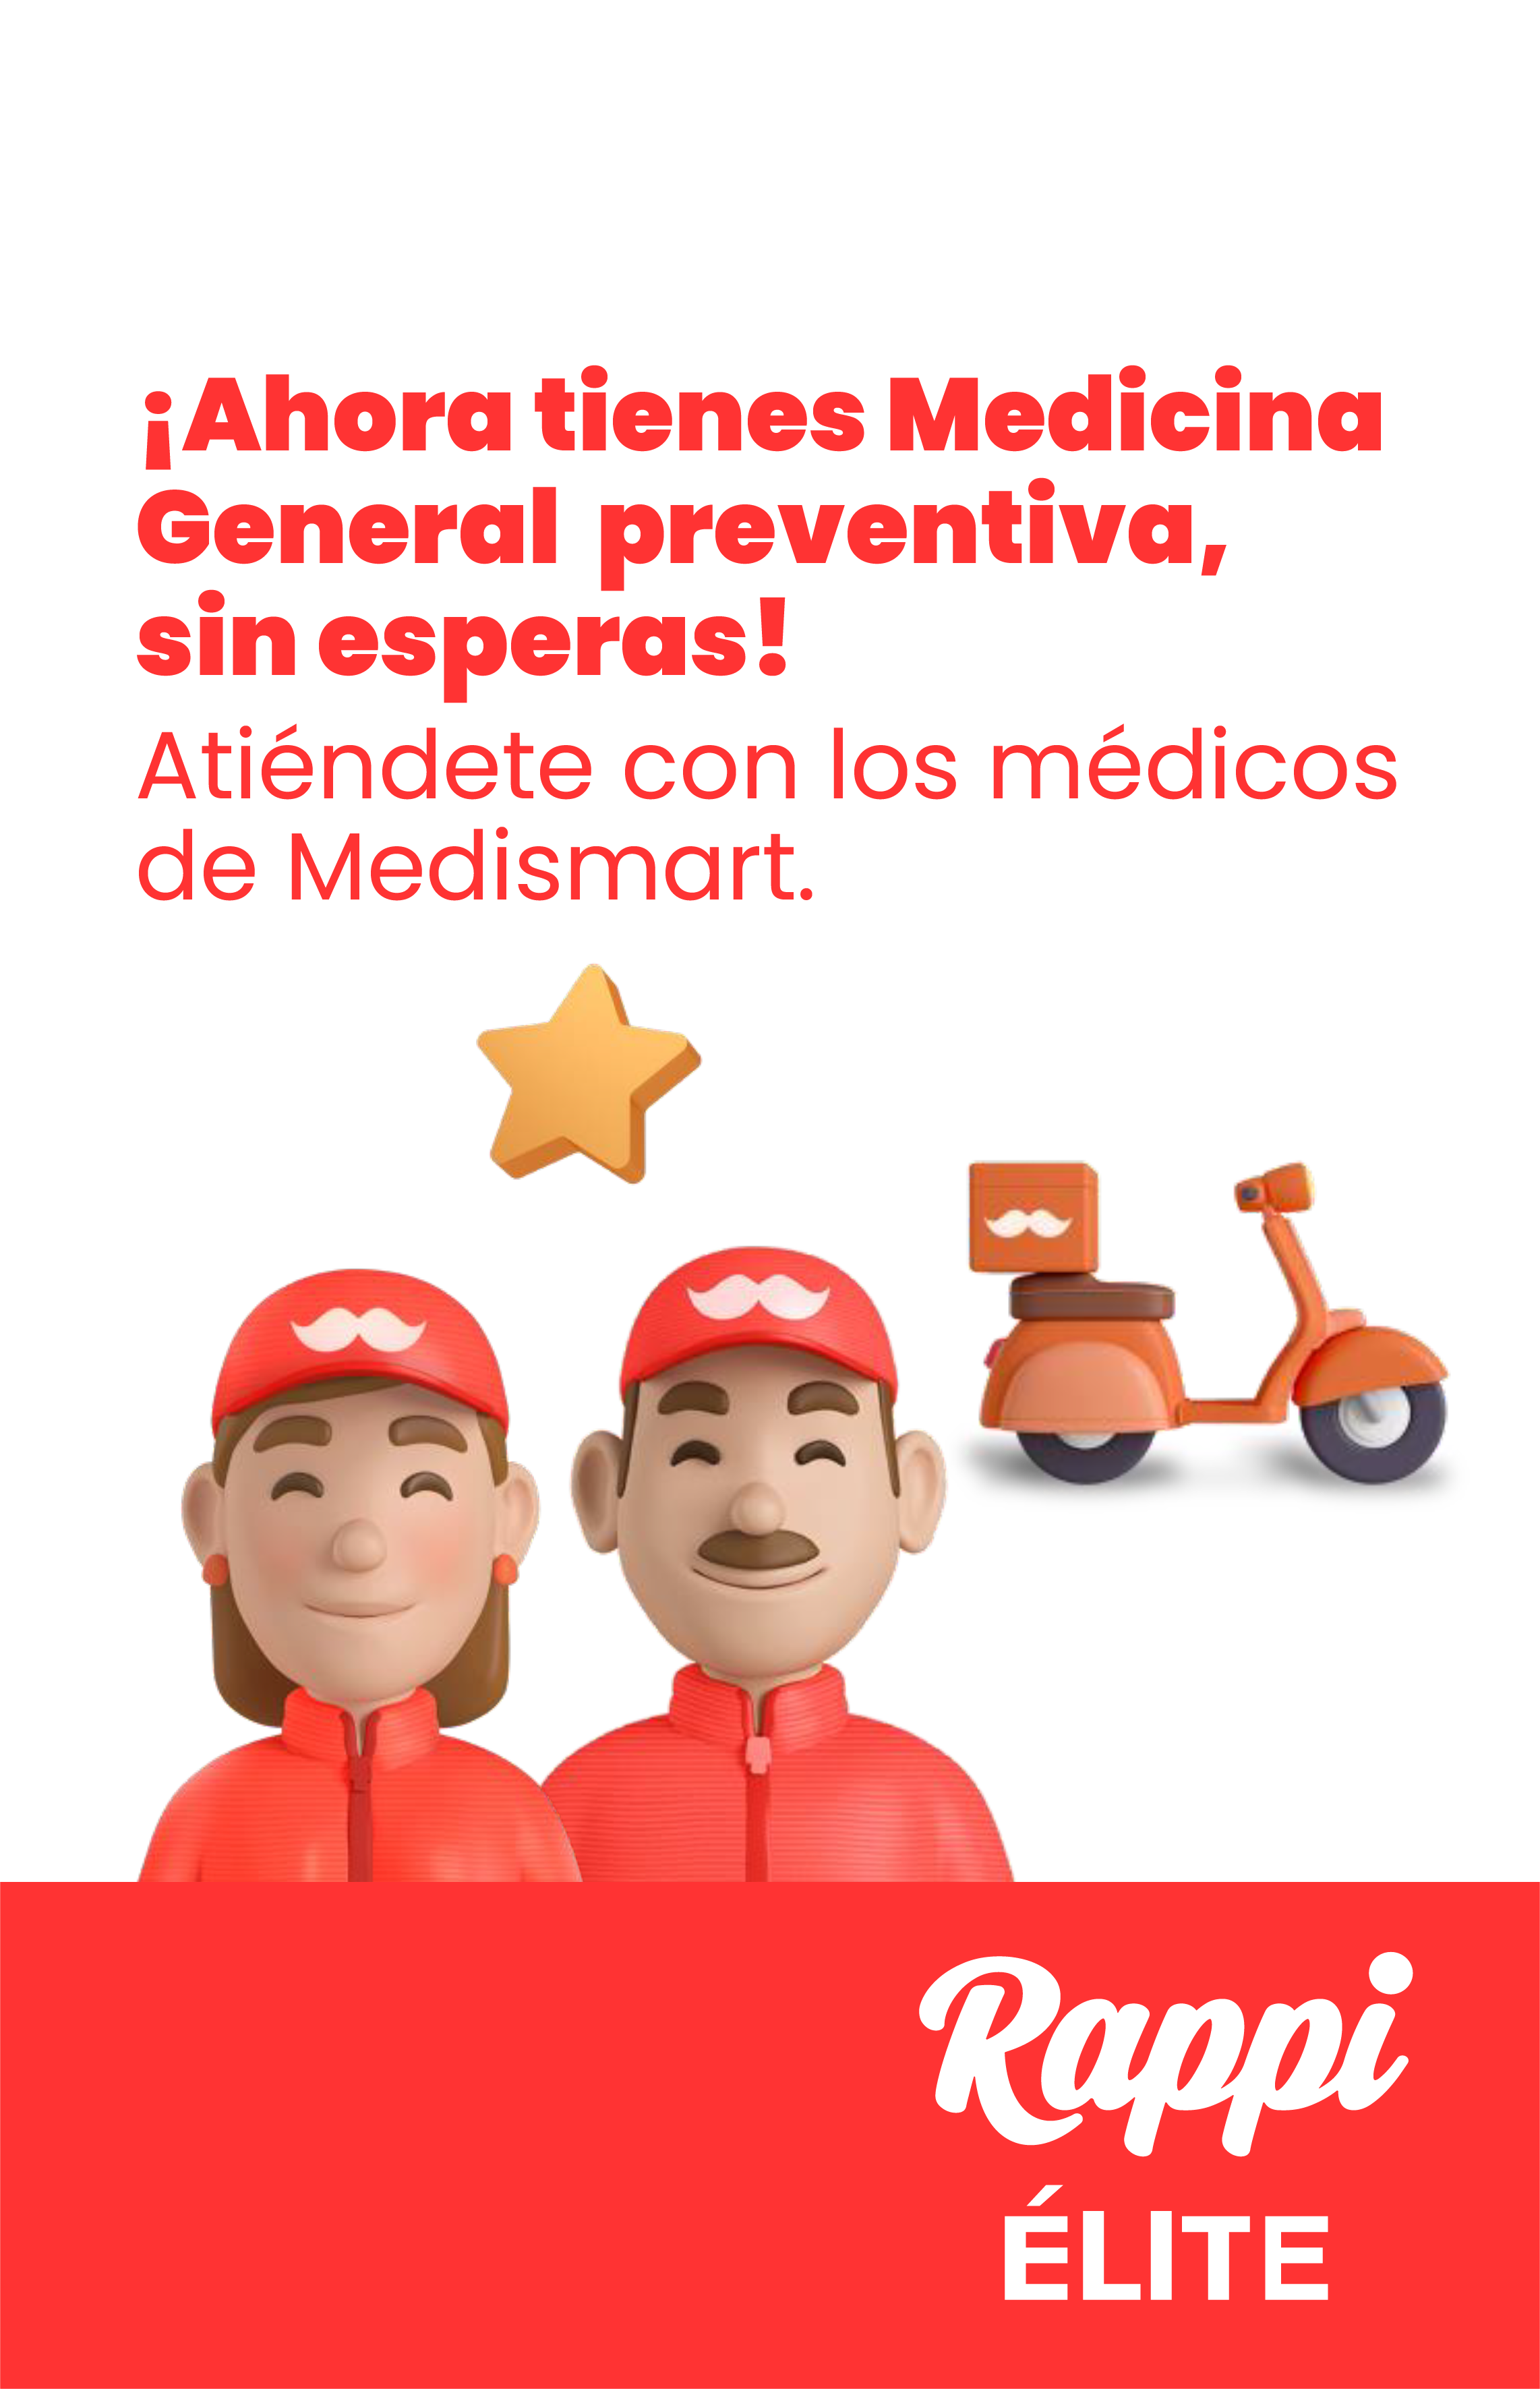 ¡Ahora tienes Medicina
General preventiva,
sin esperas!
Atiéndete con los médicos
de Medismart.
Rappi
ÉLITE